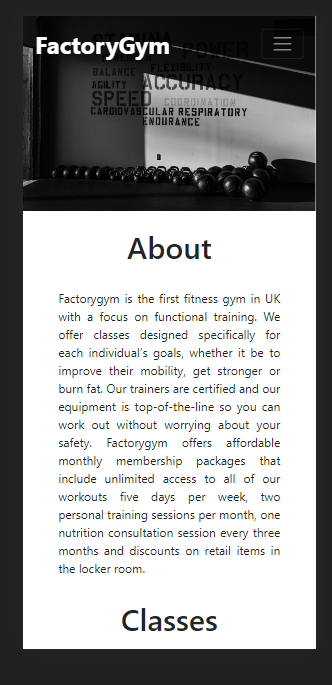 STAMINA
FactoryGym
POWER
BALANCE FLEXIBILITY
AGILITY ACCURACY
SPEED COORDINATION
CARDIOVASCULAR RESPIRATORY
ENDURANCE
About
Factorygym is the first fitness gym in UK
with a focus on functional training. We
offer classes designed specifically for
each individual's goals, whether it be to
improve their mobility, get stronger or
burn fat. Our trainers are certified and our
equipment is top-of-the-line so you can
work out without worrying about your
safety. Factorygym offers affordable
monthly membership packages that
include unlimited access to all of our
workouts five days per week, two
personal training sessions per month, one
nutrition consultation session every three
months and discounts on retail items in
the locker room.
Classes